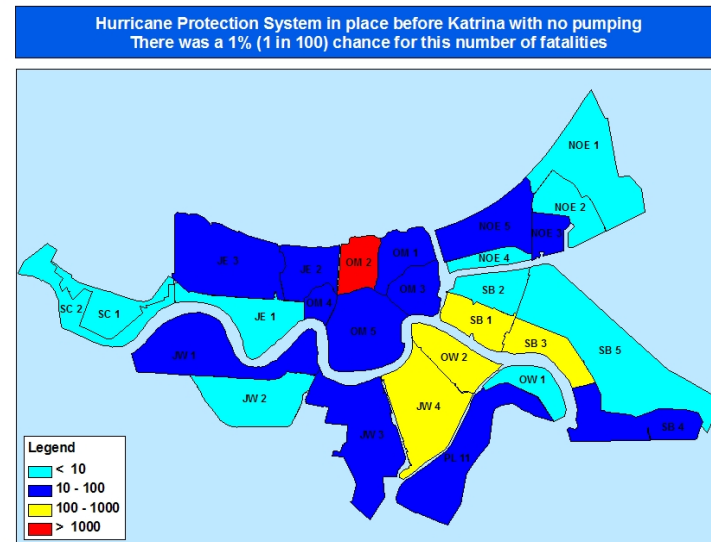 Hurricane Protection System in place before Katrina with no pumping
There was a 1% (1 in 100) chance for this number of fatalities
NOE 1
NOE 2
NOE 5
NOE 3
OM 1
OM 2
JE 3
JE 2
NOE 4
OM 3
SB 2
OM 4
SC 2
SC 1
JE 1
SB 1
OM 5
SB 3
SB 5
JW 1
OW 2
OW 1
JW 2
JW 4
SB 4
JW 3
PL 11
Legend
< 10
10 - 100
100 - 1000
> 1000